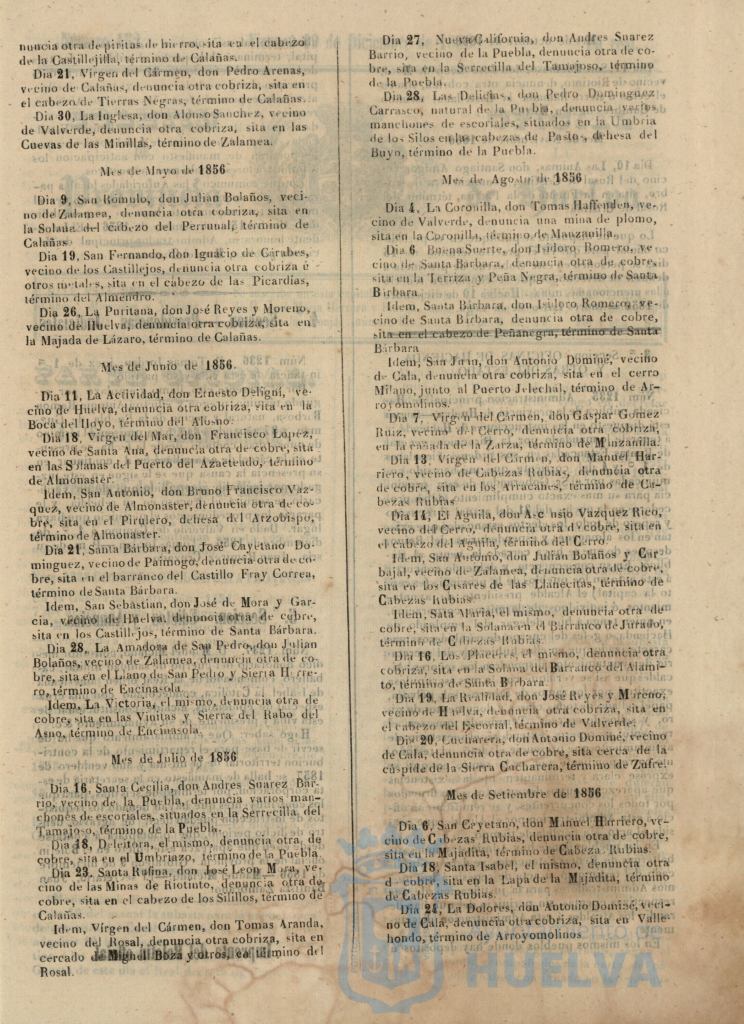 nuncia otra de piritas de hierro, sita en el cabezo
de la Castillejilla, término de Calañas.
Dia 21, Virgen del Cármen, don Pedro Arenas,
vecino de Calañas, denuncia otra cobriza, sita en
el cabezo de Tierras Negras, término de Calañas.
Dia 30, La Inglesa, don Alonso Sanchez, vecino
de Valverde, denuncia otra cobriza, sita en las
Cuevas de las Minillas, término de Zalamea.
Mes de Mayo de 1856
Dia 9, San Rómulo, don Julian Bolaños, veci-
no de Zalamea, denuncia otra cobriza, sita en
la Solana del cabezo del Perrunal, término de
Calañas
Dia 19, San Fernando, don Ignacio de Cárabes,
vecino de los Castillejos, denuncia otra cobriza ú
otros metales, sita en el cabezo de las Picardias,
término del Almendro.
Dia 26, La Puritana, don José Reyes y Moreno,
vecino de Huelva, denuncia otra cobriza, sita en
la Majada de Lázaro, término de Calañas.
Mes de Junio de 1856.
Dia 11, La Actividad, don Ernesto Deligni, ve-
cino de Huelva, denuncia otra cobriza, sita en la
Boca del Hoyo, término del Alosno.
Dia 18, Virgen del Mar, don Francisco Lopez,
vecino de Santa Ana, denuncia otra de cobre, sita
en las Solanas del Puerto del Azaeteado, término
de Almonaster.
Idem, San Antonio, don Bruno Francisco Vaz-
quez, vecino de Almonaster, denuncia otra de co-
bre, sita en el Pirulero, dehesa del Arzobispo,
término de Almonaster.
Dia 21, Santa Bárbara, don José Cayetano Do-
minguez, vecino de Paimogo, denuncia otra de co-
bre, sita en el barranco del Castillo Fray Correa,
término de Santa Bárbara.
Idem, San Sebastian, don José de Mora y Gar-
cia, vecino de Huelva, denuncia otra de cobre,
sita en los Castillejos, término de Santa Bárbara.
Dia 28, La Amadora de San Pedro, don Julian
Bolaños, vecino de Zalamea, denuncia otra de co-
bre, sita en el Llano de San Pedro y Sierra Herre-
ro, término de Encinasola.
Idem, La Victoria, el mismo, denuncia otra de
cobre, sita en las Viñitas y Sierra del Rabo del
Asno, término de Encinasola.
Mes de Julio de 1856
Dia 16, Santa Cecilia, don Andres Suarez Bar-
rio, vecino de la Puebla, denuncia varios man-
chones de escoriales, situados en la Serrecilla del
Tamajoso, término de la Puebla.
Dia 18, Deleitora, el mismo, denuncia otra de
cobre, sita en el Umbriazo, término de la Puebla
Dia 23, Santa Rufina, don José Leon Mora, ve-
cino de las Minas de Riotinto, denuncia otra de
cobre, sita en el cabezo de los Silillos, término de
Calañas.
Idem, Vírgen del Cármen, don Tomas Aranda,
vecino del Rosal, denuncia otra cobriza, sita en
cercado de Miguel Boza y otros, en término del
Rosal.
Dia 27, Nueva California, don Andres Suarez
Barrio, vecino de la Puebla, denuncia otra de co-
bre, sita en la Serrecilla del Tamajoso, término
de la Puebla.
Dia 28, Las Delicias, don Pedro Dominguez
Carrasco, natural de la Puebla, denuncia varios
manchones de escoriales, situados en la Umbria
de los Silos en las cabezas de Pasto, dehesa del
Buyo, término de la Puebla.
Mes de Agosto de 1856
Dia 4, La Coronilla, don Tomas Haffenden, ve-
cino de Valverde, denuncia una mina de plomo,
sita en la Coronilla, término de Manzanilla.
Dia 6 Buena Suerte, don Isidoro Romero, ve-
cino de Santa Bárbara, denuncia otra de cobre,
sita en la Terriza y Peña Negra, término de Santa
Bárbara
Idem, Santa Bárbara, don Isidoro Romero, ve-
cino de Santa Bárbara, denuncia otra de cobre,
sita en el cabezo de Peñanegra, término de Santa
Bárbara
Idem, San Juan, don Antonio Dominé, vecino
de Cala, denuncia otra cobriza, sita en el cerro
Milano, junto al Puerto Jelechal, término de Ar-
royomolinos.
Dia 7, Virgen del Cármen, don Gaspar Gomez
Ruiz, vecino del Cerro, denuncia otra cobriza,
en la cañada de la Zarza, término de Manzanilla.
Dia 13, Virgen del Cármen, don Manuel Har-
riero, vecino de Cabezas Rubias, denuncia otra
de cobre, sita en los Arracanes, término de Ca-
bezas Rubias
Dia 14, El Aguila, don Ascensio Vazquez Rico,
vecino del Cerro, denuncia otra de cobre, sita en
el cabezo del Aguila, término del Cerro
Idem, San Antonio, don Julian Bolaños y Car-
bajal, vecino de Zalamea, denuncia otra de cobre,
sita en los Casares de las Llanecitas, término de
Cabezas Rubias
Idem, Sata Maria, el mismo, denuncia otra de
cobre, sita en la Solana en el Barranco de Jurado,
término de Cabezas Rubias.
Dia 16, Los Placeres, el mismo, denuncia otra
cobriza, sita en la Solana del Barranco del Alami-
to, término de Santa Bárbara
Dia 19, La Realidad, don José Reyes y Moreno,
vecino de Huelva, denuncia otra cobriza, sita en
el cabezo del Escorial, término de Valverde.
Dia 20, Cucharera, don Antonio Dominé, vecino
de Cala, denuncia otra de cobre, sita cerca de la
cúspide de la Sierra Cucharera, término de Zufre.
Mes de Setiembre de 1856
Dia 6, San Cayetano, don Manuel Harriero, ve-
cino de Cabezas Rubias, denuncia otra de cobre,
sita en la Majadita, término de Cabeza Rubias.
Dia 18, Santa Isabel, el mismo, denuncia otra
de cobre, sita en la Lapa de la Majadita, término
de Cabezas Rubias.
Dia 24, La Dolores, don Antonio Dominé, veci-
no de Cala, denuncia otra cobriza, sita en Valle-
hondo, término de Arroyomolinos
HUELVA